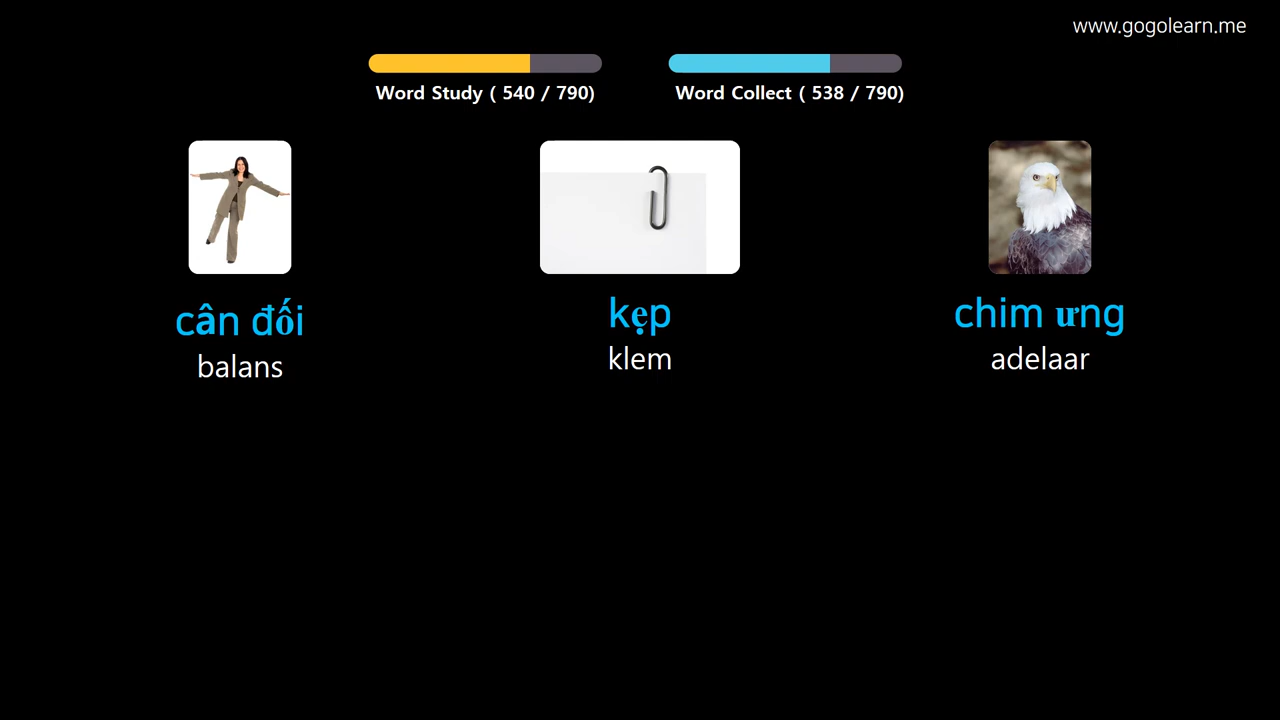 www.gogolearn.me
Word Study ( 540 / 790)
Word Collect ( 538 / 790)
cân đối
balans
kẹp
klem
chim ưng
adelaar